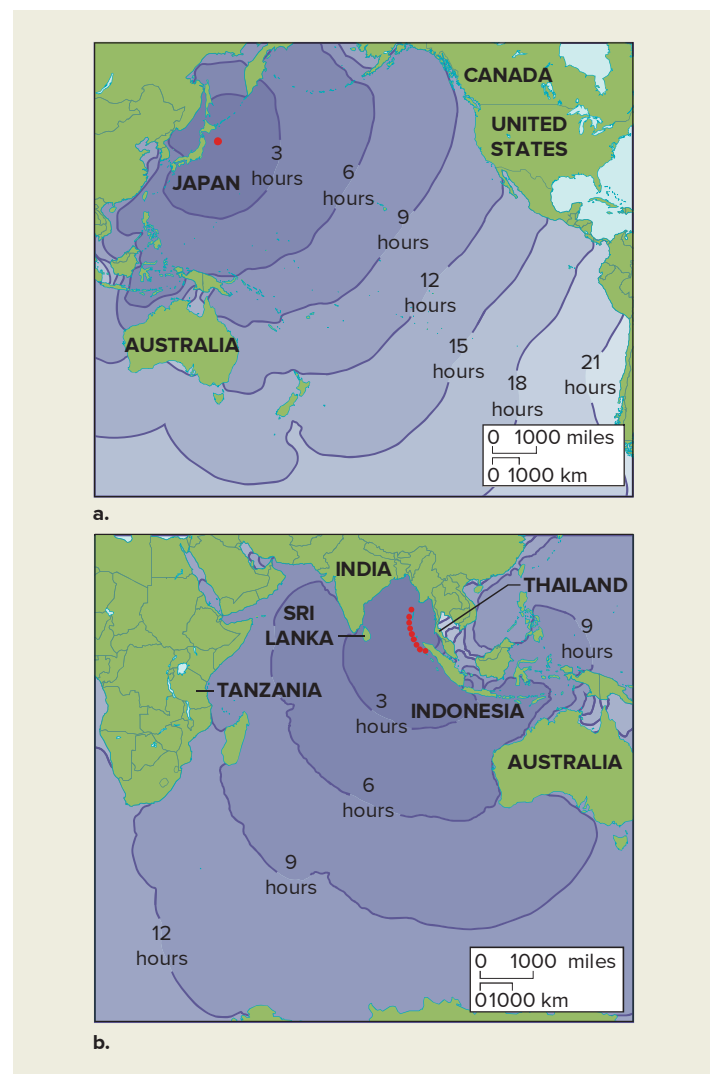 CANADA
UNITED
STATES
3
hours
JAPAN
6
hours
9
hours
12
hours
AUSTRALIA
15
hours
18
hours
21
hours
0 1000 miles
0 1000 km
a.
INDIA
THAILAND
SRI
LANKA
9
hours
TANZANIA
3
hours
INDONESIA
AUSTRALIA
6
hours
9
hours
12
hours
0 1000 miles
0 1000 km
b.